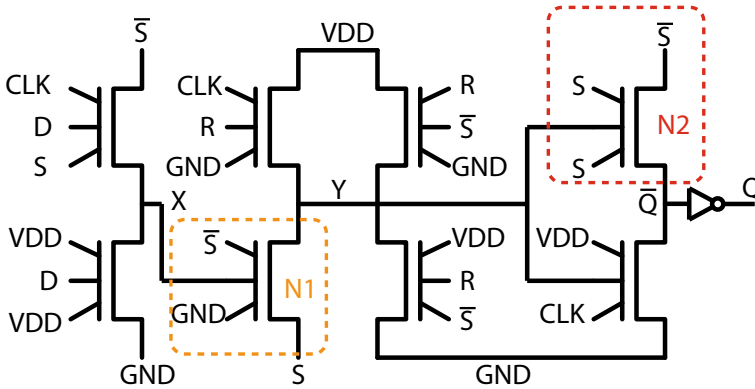 S̅
VDD
S̅
CLK
D
S
CLK
R
GND
R
S̅
GND
S
S
N2
X
Y
Q̅
Q
VDD
D
VDD
S̅
GND
N1
VDD
R
S̅
VDD
CLK
GND
S
GND